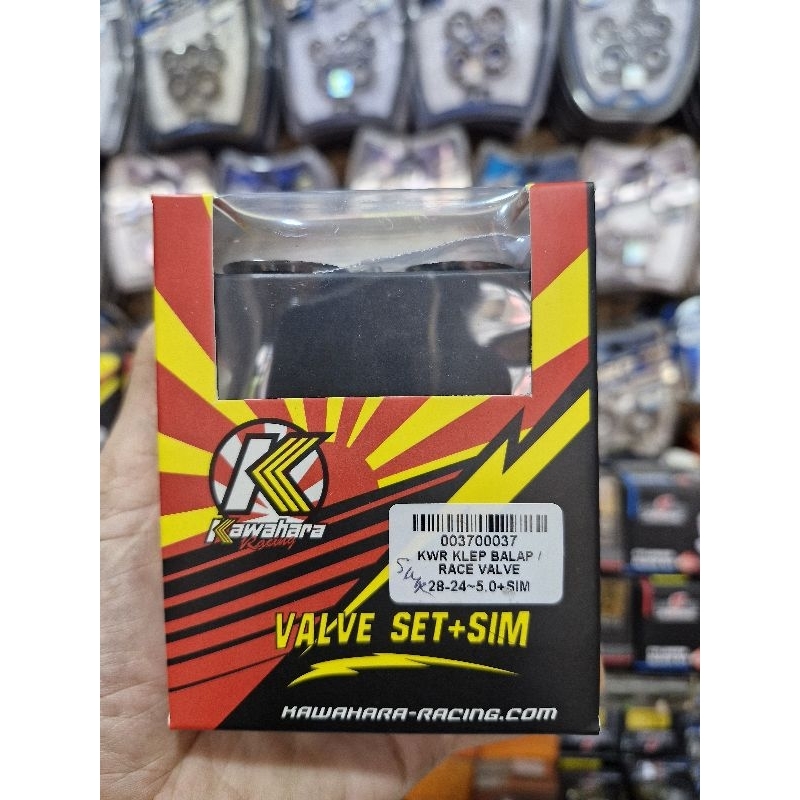 K
Kawahara
Racing
003700037
KWR KLEP BALAP /
RACE VALVE
28-24~5.0+SIM
VALVE SET+SIM
KAWAHARA-RACING.COM